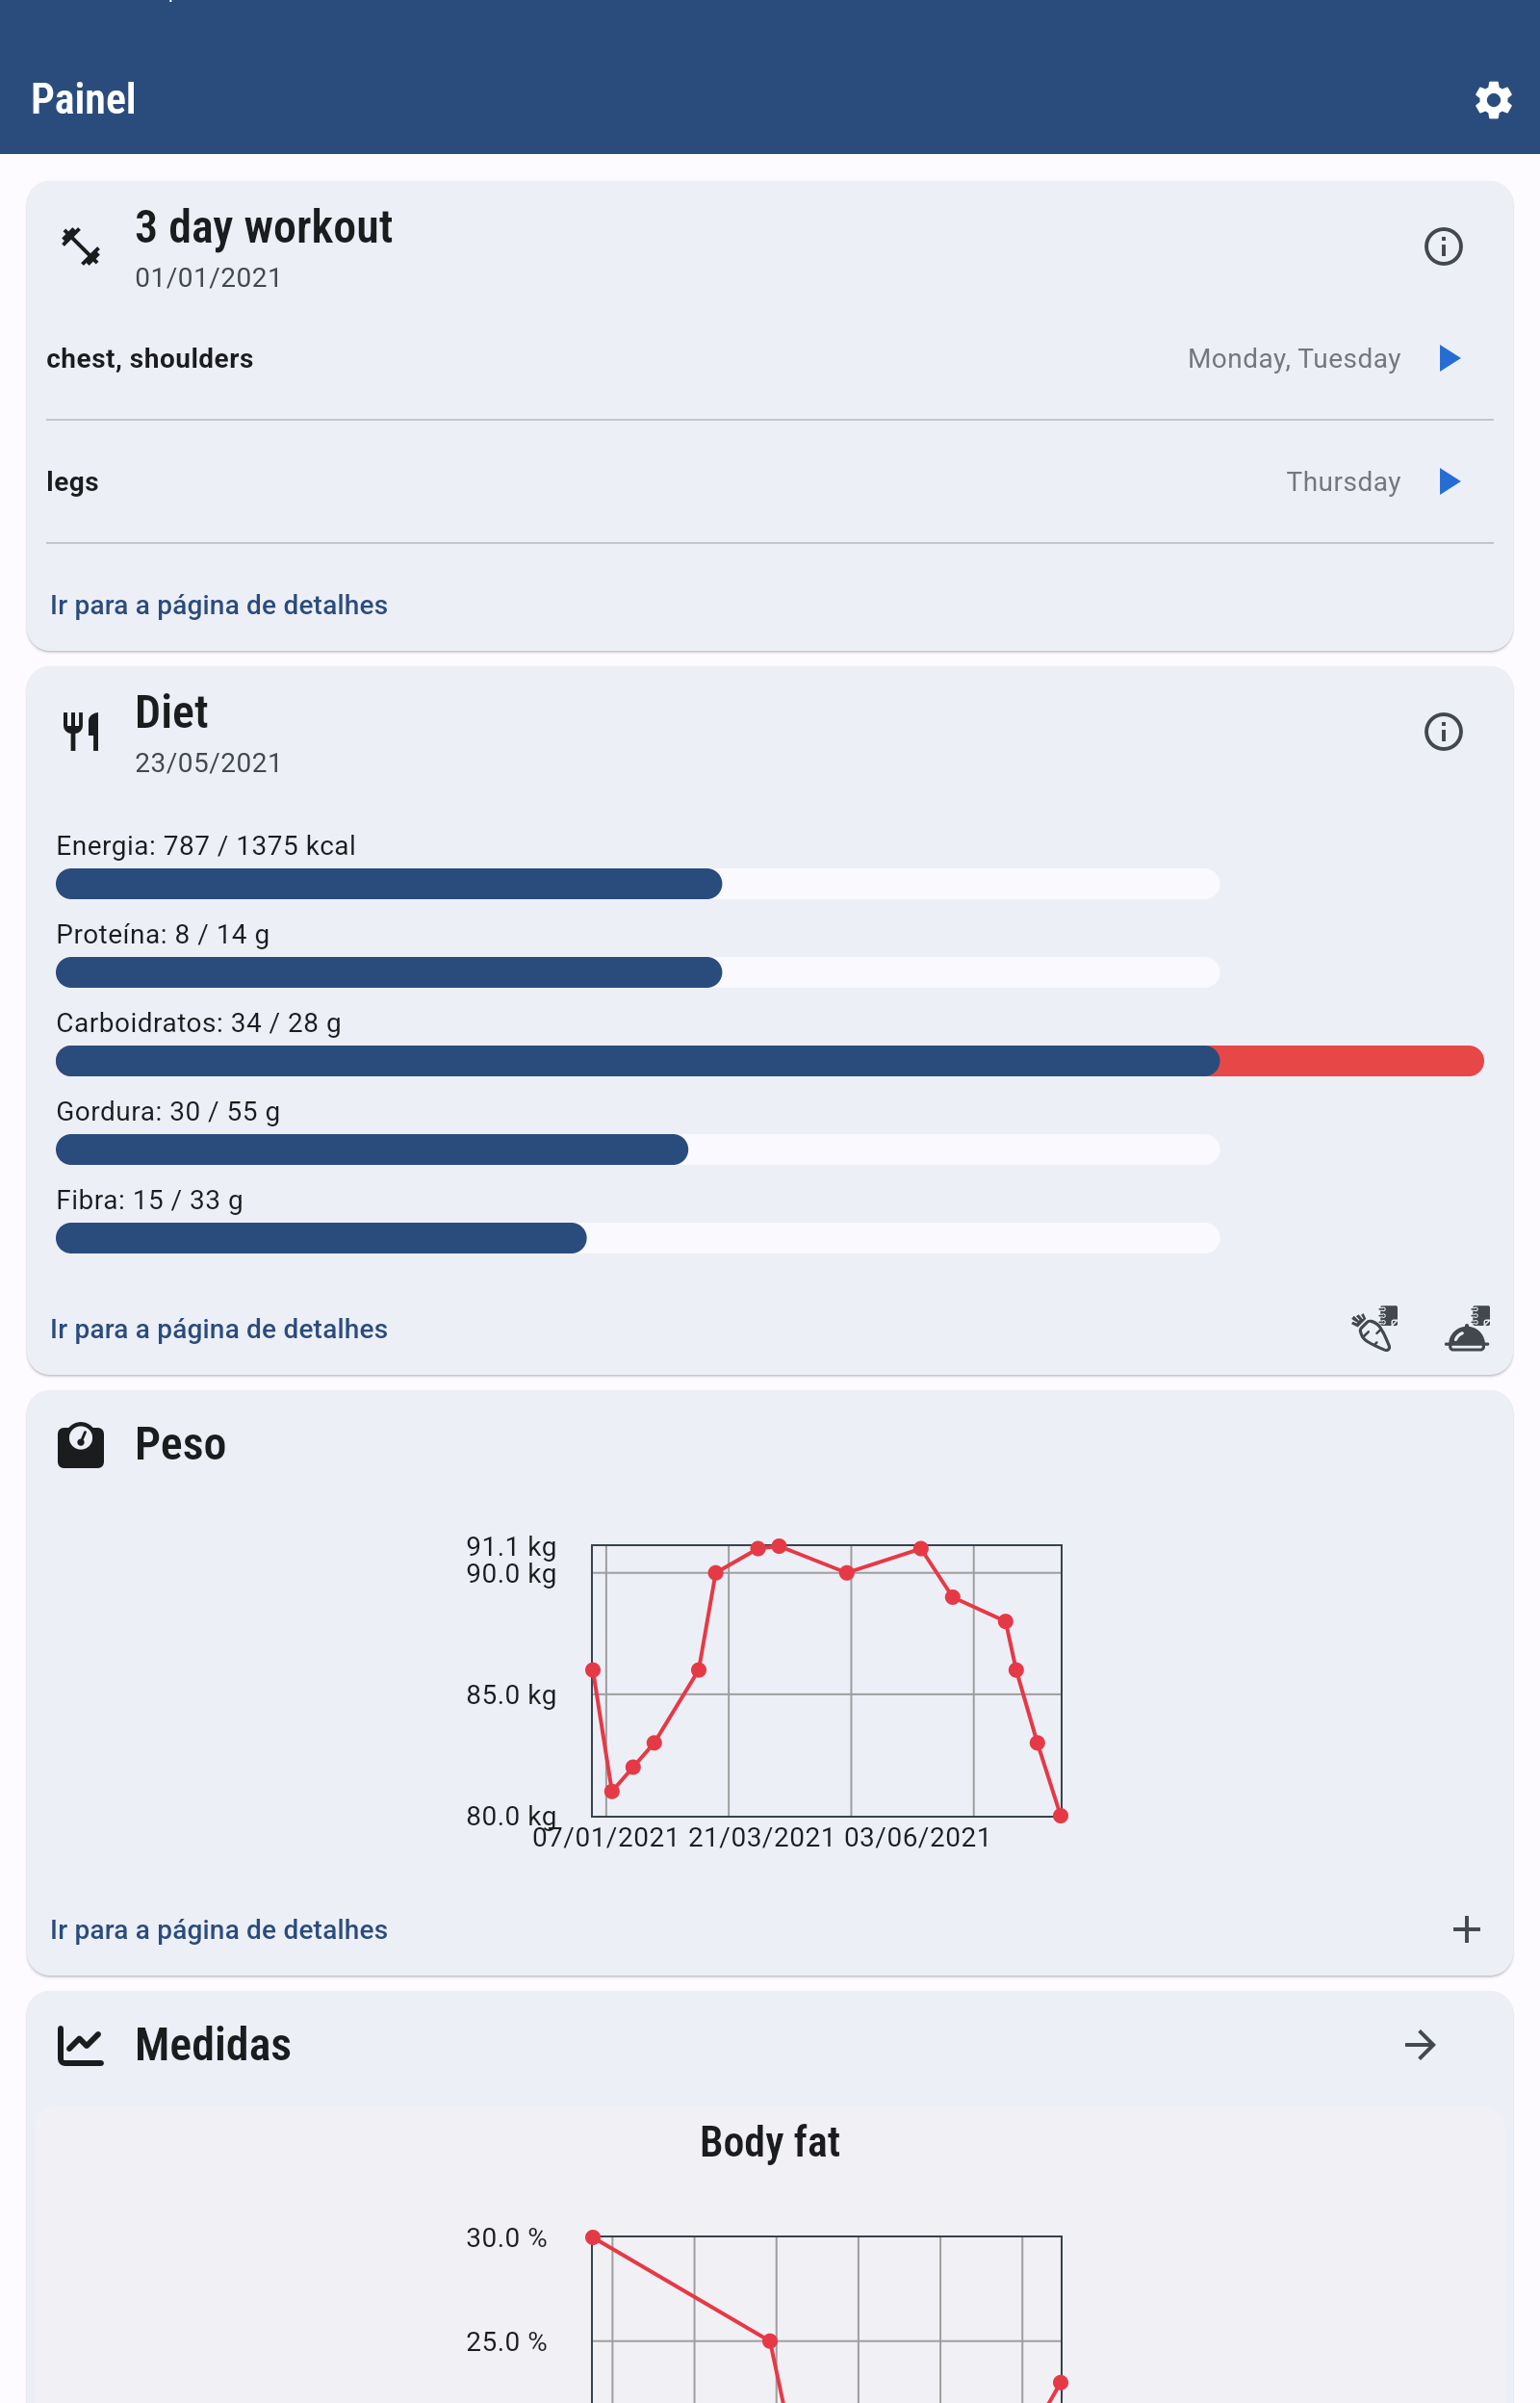 Painel
3 day workout
01/01/2021
chest, shoulders
Monday, Tuesday
legs
Thursday
Ir para a página de detalhes
Diet
23/05/2021
Energia: 787 / 1375 kcal
Proteína: 8 / 14 g
Carboidratos: 34 / 28 g
Gordura: 30 / 55 g
Fibra: 15 / 33 g
Ir para a página de detalhes
Peso
91.1 kg
90.0 kg
85.0 kg
80.0 kg
07/01/2021 21/03/2021 03/06/2021
Ir para a página de detalhes
Medidas
Body fat
30.0 %
25.0 %